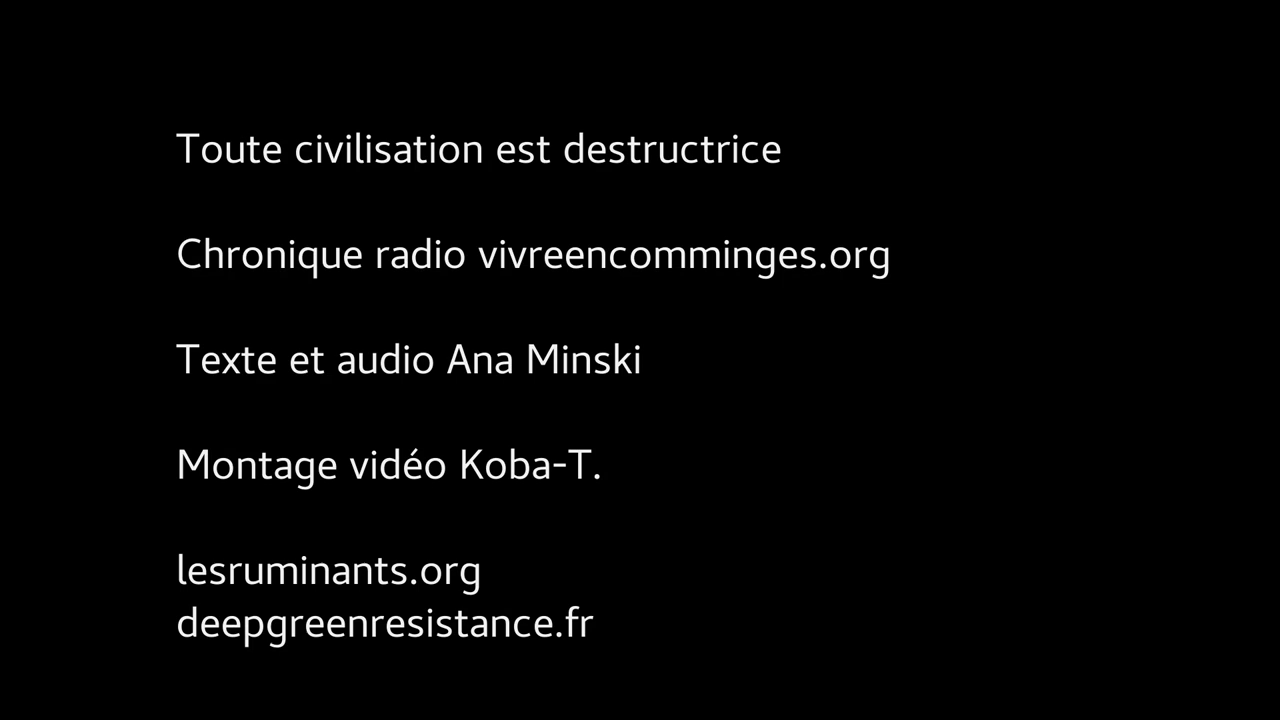 Toute civilisation est destructrice
Chronique radio vivreencomminges.org
Texte et audio Ana Minski
Montage vidéo Koba-T.
lesruminants.org
deepgreenresistance.fr